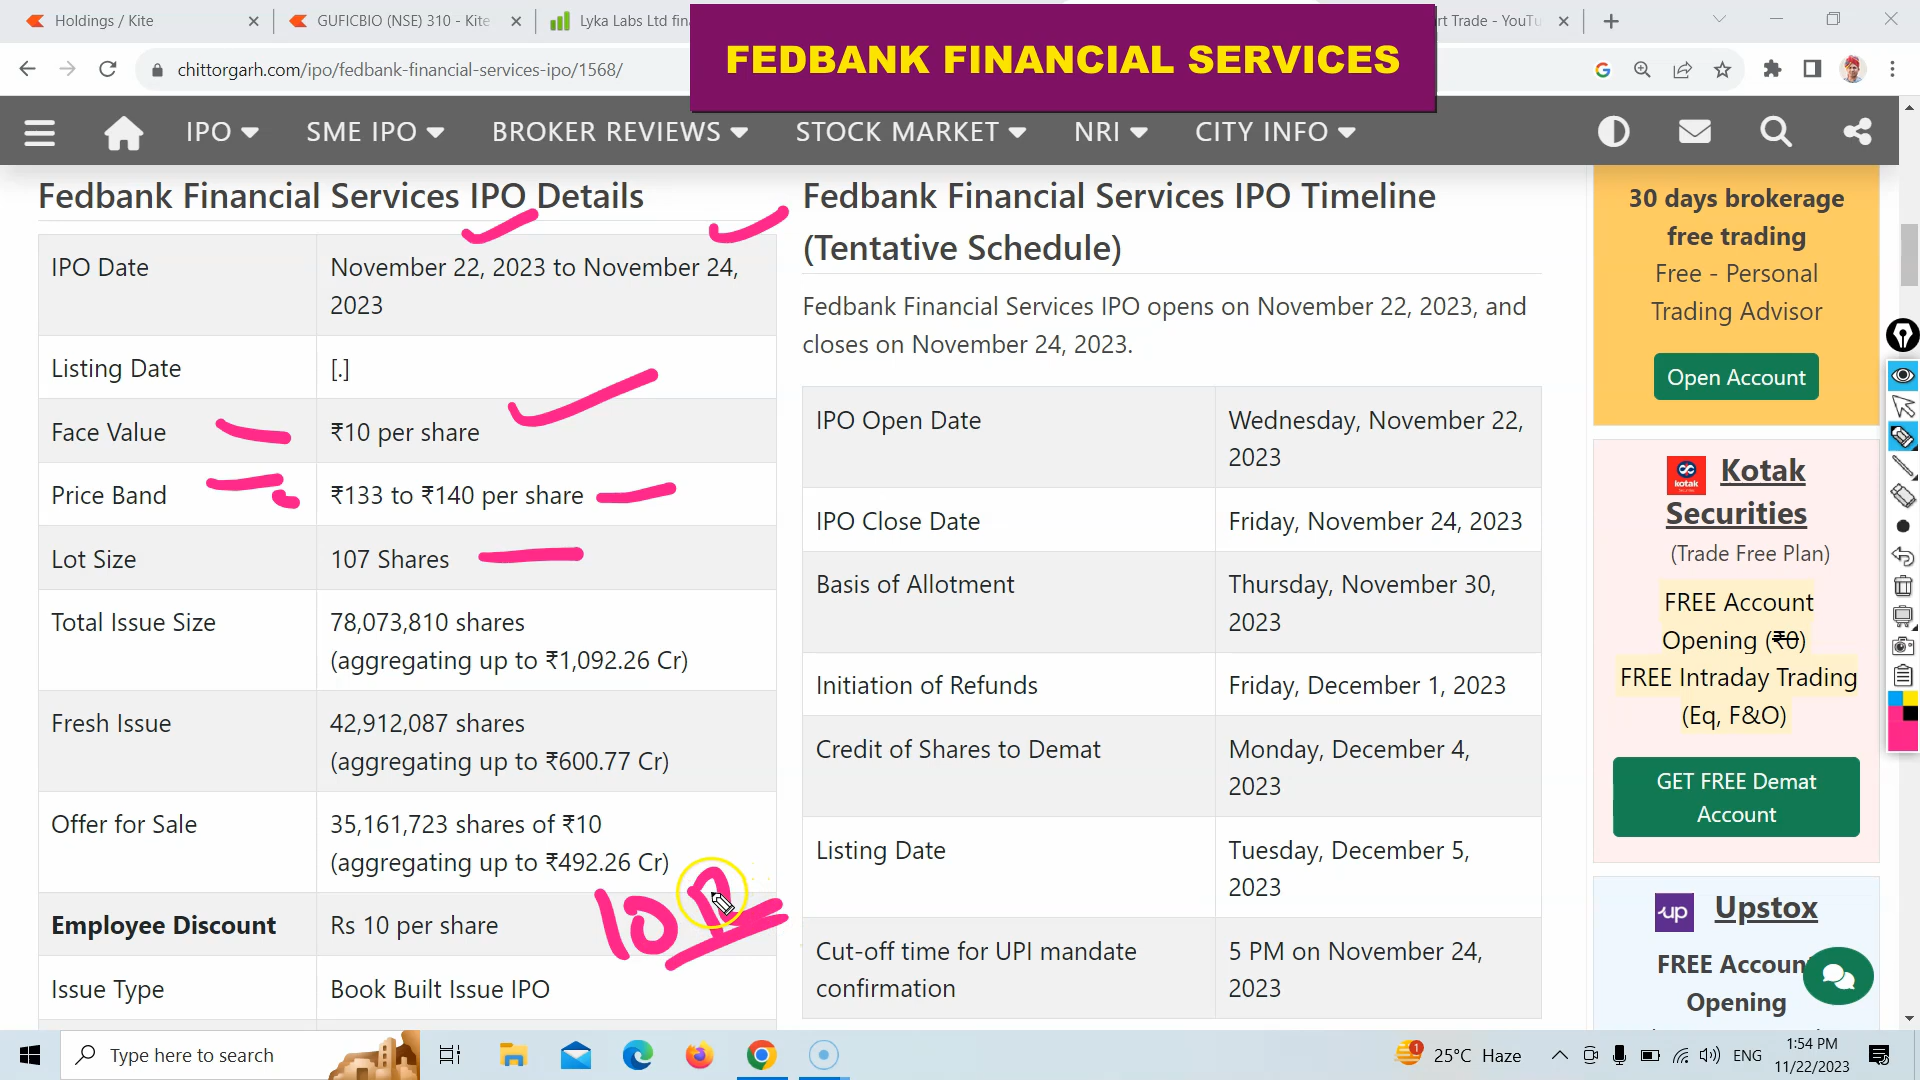 Holdings / Kite
GUFICBIO (NSE) 310 - Kite
Lyka Labs Ltd fin
rt Trade - YouTu
FEDBANK FINANCIAL SERVICES
chittorgarh.com/ipo/fedbank-financial-services-ipo/1568/
IPO
SME IPO
BROKER REVIEWS
STOCK MARKET
NRI
CITY INFO
Fedbank Financial Services IPO Details
IPO Date
November 22, 2023 to November 24,
2023
Listing Date
[.]
Face Value
₹10 per share
Price Band
₹133 to ₹140 per share
Lot Size
107 Shares
Total Issue Size
78,073,810 shares
(aggregating up to ₹1,092.26 Cr)
Fresh Issue
42,912,087 shares
(aggregating up to ₹600.77 Cr)
Offer for Sale
35,161,723 shares of ₹10
(aggregating up to ₹492.26 Cr)
Employee Discount
Rs 10 per share
10
Issue Type
Book Built Issue IPO
Fedbank Financial Services IPO Timeline
(Tentative Schedule)
Fedbank Financial Services IPO opens on November 22, 2023, and
closes on November 24, 2023.
IPO Open Date
Wednesday, November 22,
2023
IPO Close Date
Friday, November 24, 2023
Basis of Allotment
Thursday, November 30,
2023
Initiation of Refunds
Friday, December 1, 2023
Credit of Shares to Demat
Monday, December 4,
2023
Listing Date
Tuesday, December 5,
2023
Cut-off time for UPI mandate
confirmation
5 PM on November 24,
2023
30 days brokerage
free trading
Free - Personal
Trading Advisor
Open Account
kotak
Kotak
Securities
(Trade Free Plan)
FREE Account
Opening (₹0)
FREE Intraday Trading
(Eq, F&O)
GET FREE Demat
Account
up
Upstox
FREE Accoun
Opening
Type here to search
1
25°C Haze
ENG
1:54 PM
11/22/2023